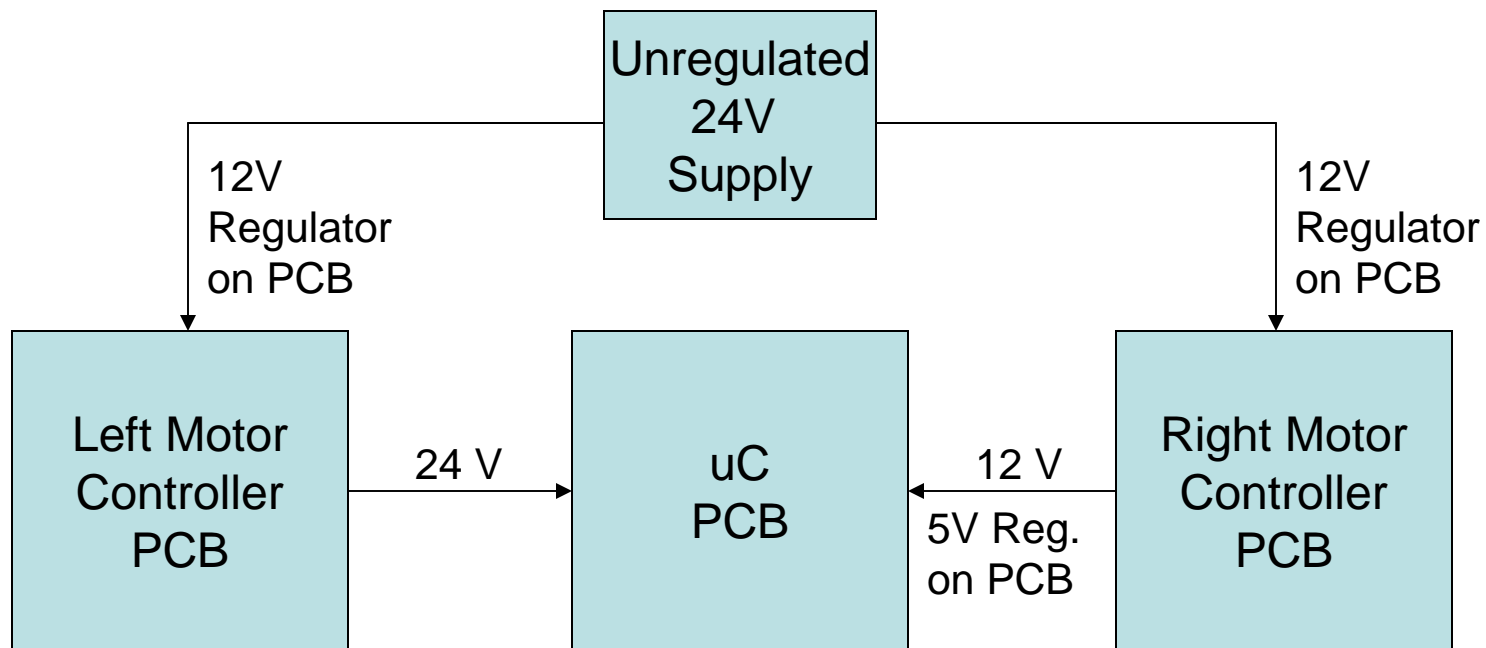 Unregulated
24V
Supply
12V
Regulator
on PCB
12V
Regulator
on PCB
Left Motor
Controller
PCB
24 V
uC
PCB
12 V
5V Reg.
on PCB
Right Motor
Controller
PCB